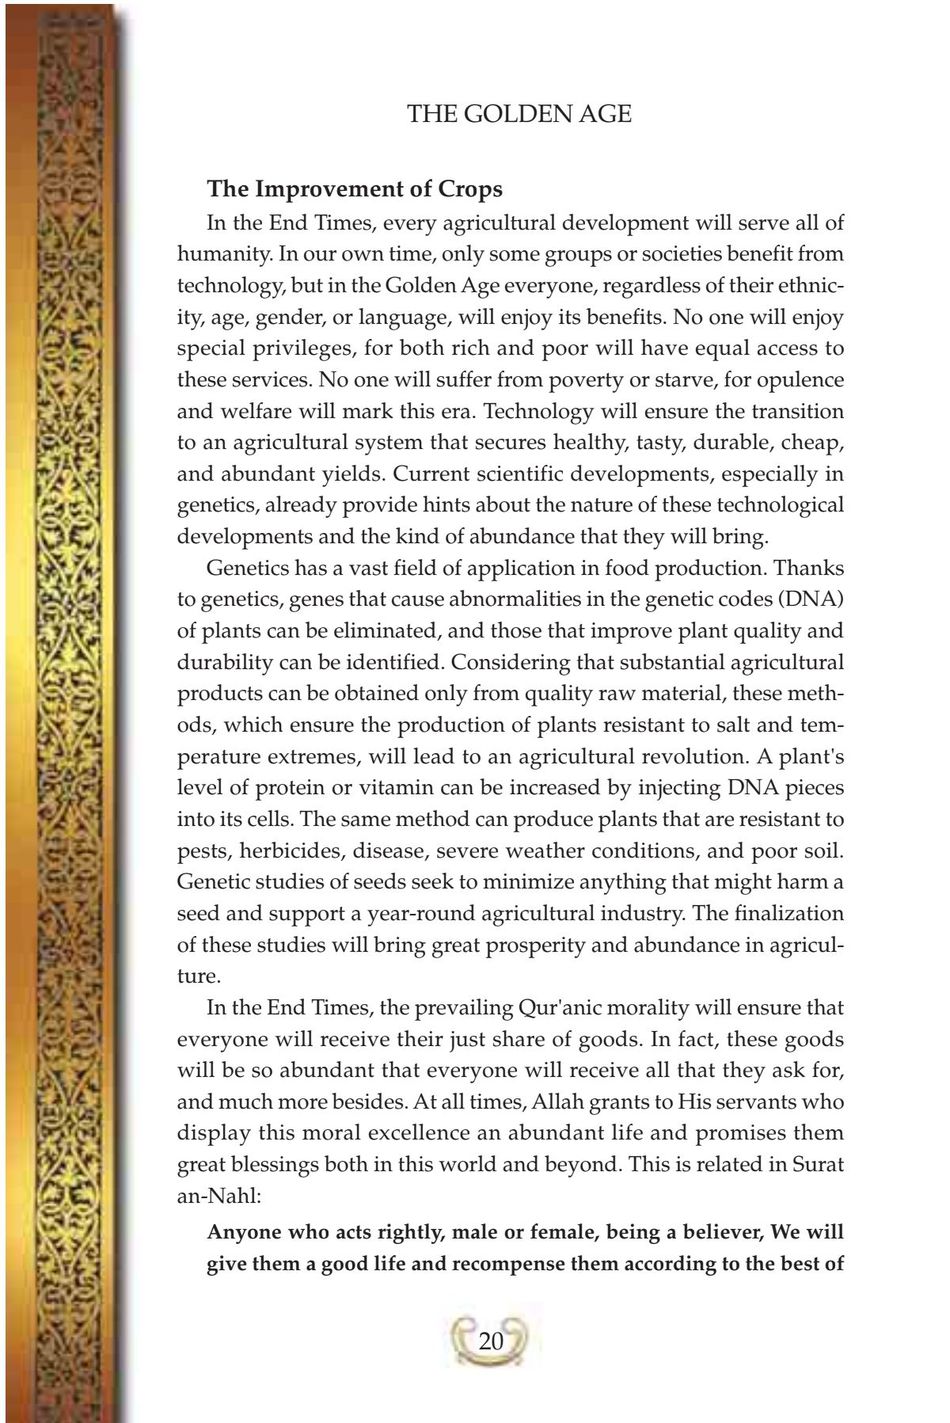 THE GOLDEN AGE
The Improvement of Crops
In the End Times, every agricultural development will serve all of
humanity. In our own time, only some groups or societies benefit from
technology, but in the Golden Age everyone, regardless of their ethnic-
ity, age, gender, or language, will enjoy its benefits. No one will enjoy
special privileges, for both rich and poor will have equal access to
these services. No one will suffer from poverty or starve, for opulence
and welfare will mark this era. Technology will ensure the transition
to an agricultural system that secures healthy, tasty, durable, cheap,
and abundant yields. Current scientific developments, especially in
genetics, already provide hints about the nature of these technological
developments and the kind of abundance that they will bring.
Genetics has a vast field of application in food production. Thanks
to genetics, genes that cause abnormalities in the genetic codes (DNA)
of plants can be eliminated, and those that improve plant quality and
durability can be identified. Considering that substantial agricultural
products can be obtained only from quality raw material, these meth-
ods, which ensure the production of plants resistant to salt and tem-
perature extremes, will lead to an agricultural revolution. A plant's
level of protein or vitamin can be increased by injecting DNA pieces
into its cells. The same method can produce plants that are resistant to
pests, herbicides, disease, severe weather conditions, and poor soil.
Genetic studies of seeds seek to minimize anything that might harm a
seed and support a year-round agricultural industry. The finalization
of these studies will bring great prosperity and abundance in agricul-
ture.
In the End Times, the prevailing Qur'anic morality will ensure that
everyone will receive their just share of goods. In fact, these goods
will be so abundant that everyone will receive all that they ask for,
and much more besides. At all times, Allah grants to His servants who
display this moral excellence an abundant life and promises them
great blessings both in this world and beyond. This is related in Surat
an-Nahl:
Anyone who acts rightly, male or female, being a believer, We will
give them a good life and recompense them according to the best of
20